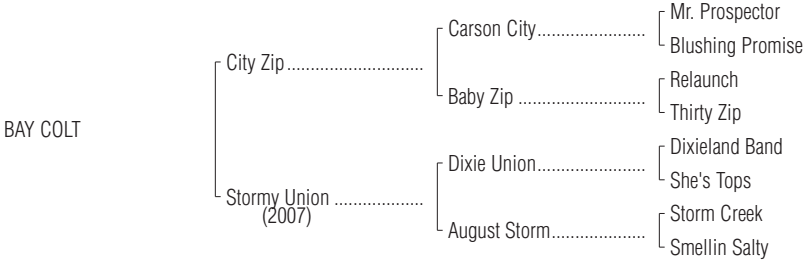 Mr. Prospector
Carson City.......................
Blushing Promise
City Zip.............................
Relaunch
Baby Zip ...........................
Thirty Zip
BAY COLT
Dixieland Band
Dixie Union.......................
She's Tops
Stormy Union ...................
(2007)
Storm Creek
August Storm....................
Smellin Salty